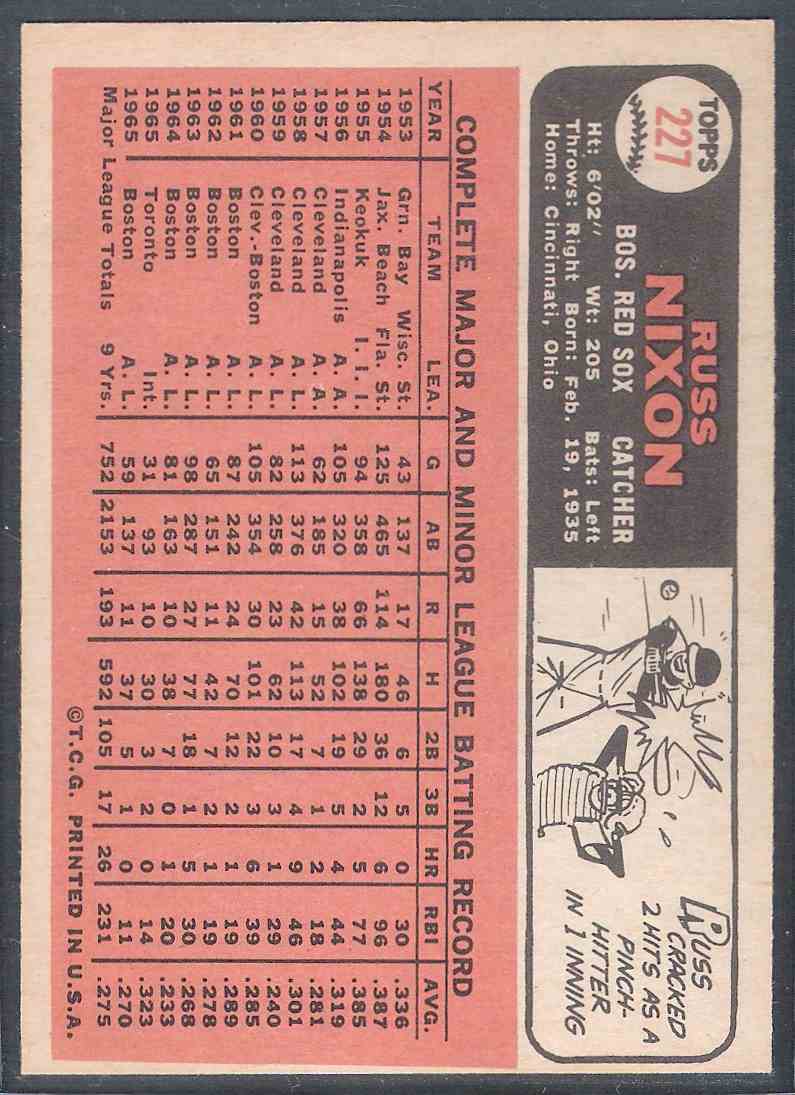 TOPPS
227
RUSS
NIXON
BOS. RED SOX CATCHER
Ht: 6'02" Wt: 205 Bats: Left
Throws: Right Born: Feb. 19, 1935
Home: Cincinnati, Ohio
RUSS
CRACKED
2 HITS AS A
PINCH-
HITTER
IN 1 INNING
COMPLETE MAJOR AND MINOR LEAGUE BATTING RECORD
YEAR TEAM LEA. G AB R H 2B 3B HR RBI AVG.
1953 Grn. Bay Wisc. St. 43 137 17 46 6 5 0 30 .336
1954 Jax. Beach Fla. St. 125 465 114 180 36 12 6 96 .387
1955 Keokuk I. I. I. 94 358 66 138 29 2 5 77 .385
1956 Indianapolis A. A. 105 320 38 102 19 5 4 44 .319
1957 Cleveland A. A. 62 185 15 52 7 1 2 18 .281
1958 Cleveland A. L. 113 376 42 113 17 4 9 46 .301
1959 Cleveland A. L. 82 258 23 62 10 3 1 29 .240
1960 Clev.-Boston A. L. 105 354 30 101 22 3 6 39 .285
1961 Boston A. L. 87 242 24 70 12 2 1 19 .289
1962 Boston A. L. 65 151 11 42 7 2 1 19 .278
1963 Boston A. L. 98 287 27 77 18 1 5 30 .268
1964 Boston A. L. 81 163 10 38 7 0 1 20 .233
1965 Toronto Int. 31 93 10 30 3 2 0 14 .323
1965 Boston A. L. 59 137 11 37 5 1 0 11 .270
Major League Totals 9 Yrs. 752 2153 193 592 105 17 26 231 .275
©T.C.G. PRINTED IN U.S.A.